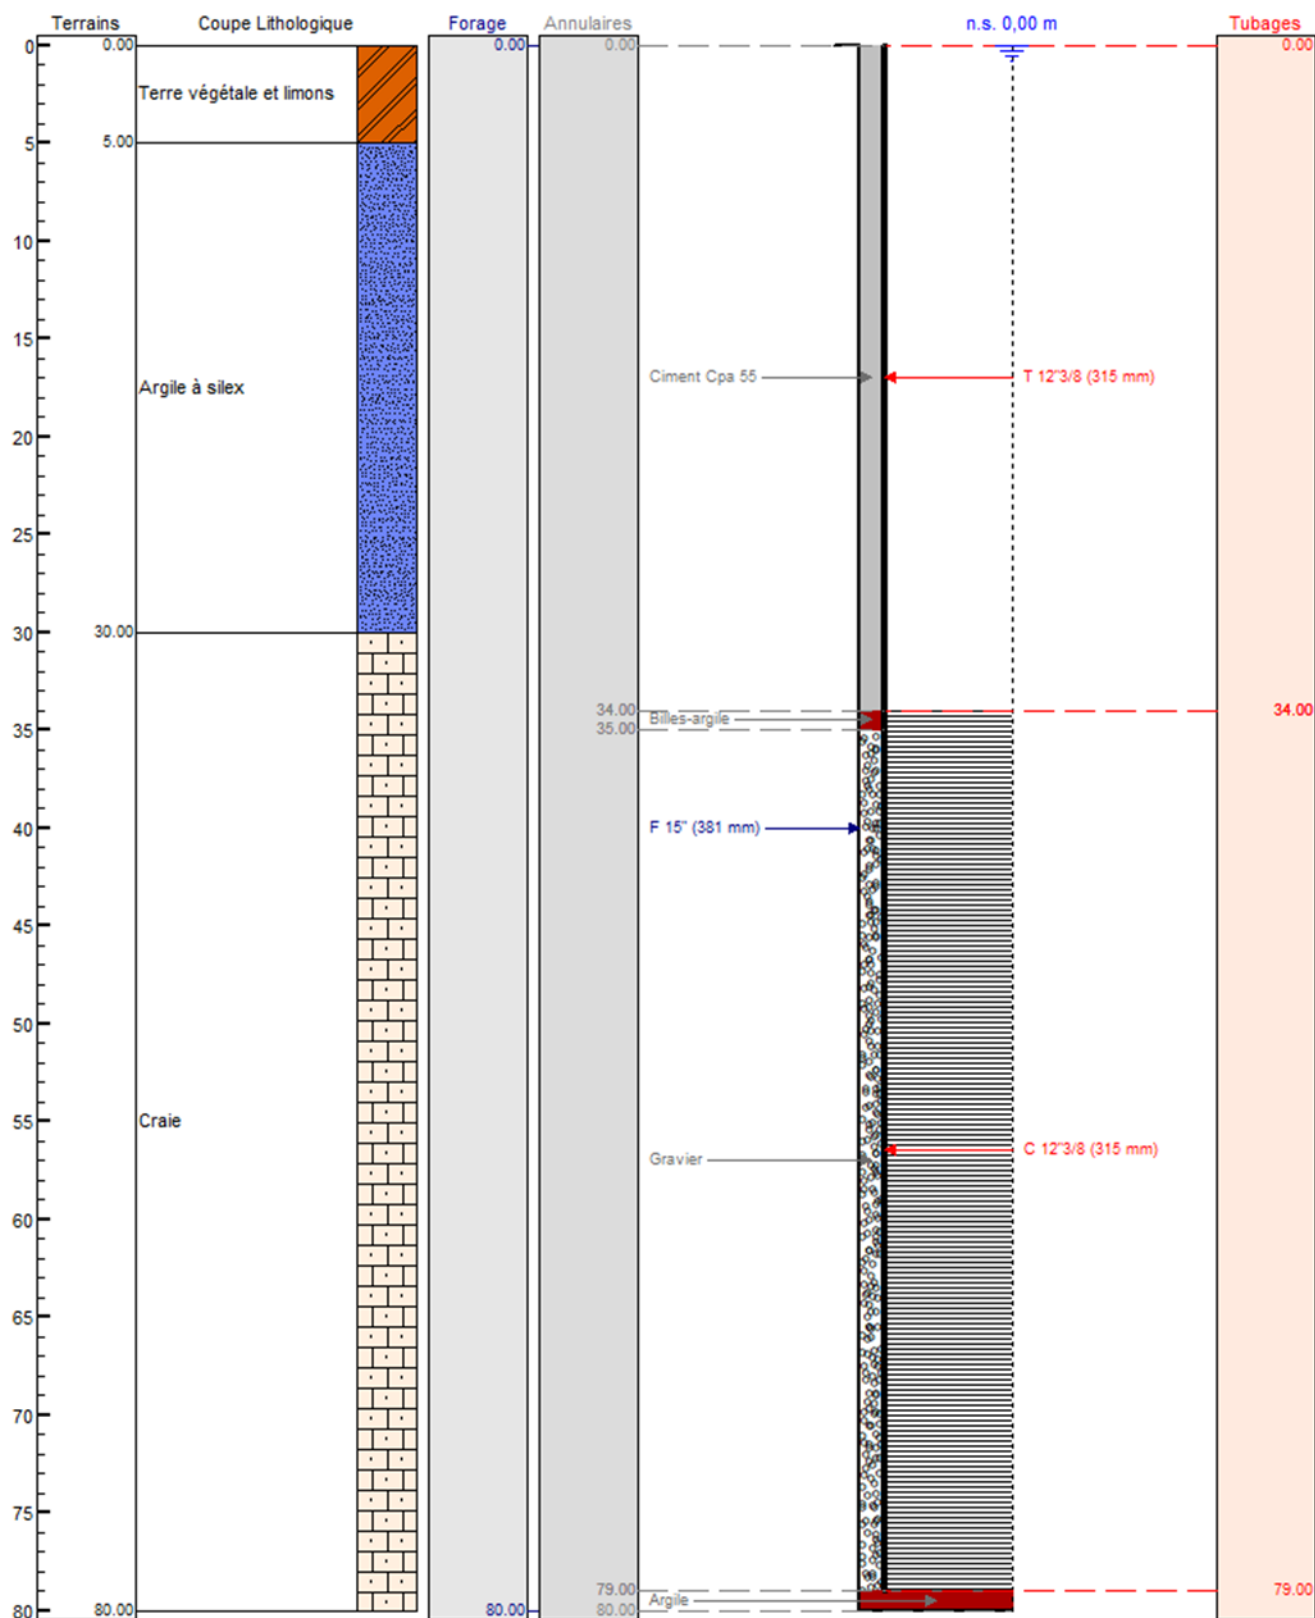 Terrains Coupe Lithologique Forage Annulaires n.s. 0,00 m Tubages
0 0.00 0.00 0.00 0.00
Terre végétale et limons
5 5.00
10
15
Ciment Cpa 55 T 12"3/8 (315 mm)
Argile à silex
20
25
30 30.00
34.00 34.00
Billes-argile
35 35.00
40 F 15" (381 mm)
45
50
55 Craie
C 12"3/8 (315 mm)
Gravier
60
65
70
75
79.00 79.00
Argile
80 80.00 80.00 80.00